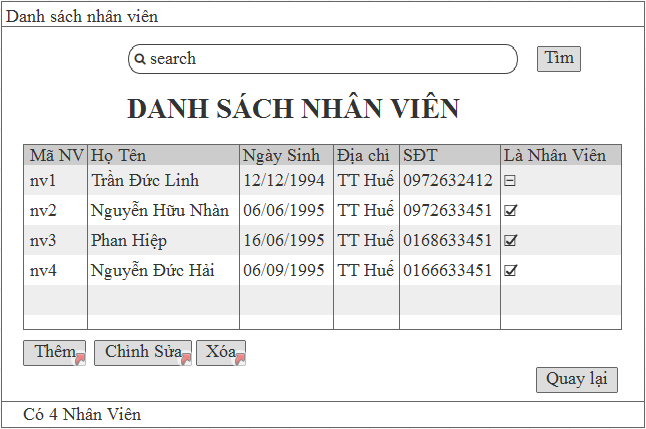 Danh sách nhân viên
search
Tìm
DANH SÁCH NHÂN VIÊN
Mã NV Họ Tên Ngày Sinh Địa chỉ SĐT Là Nhân Viên
nv1 Trần Đức Linh 12/12/1994 TT Huế 0972632412
nv2 Nguyễn Hữu Nhàn 06/06/1995 TT Huế 0972633451
nv3 Phan Hiệp 16/06/1995 TT Huế 0168633451
nv4 Nguyễn Đức Hải 06/09/1995 TT Huế 0166633451
Thêm Chỉnh Sửa Xóa
Quay lại
Có 4 Nhân Viên